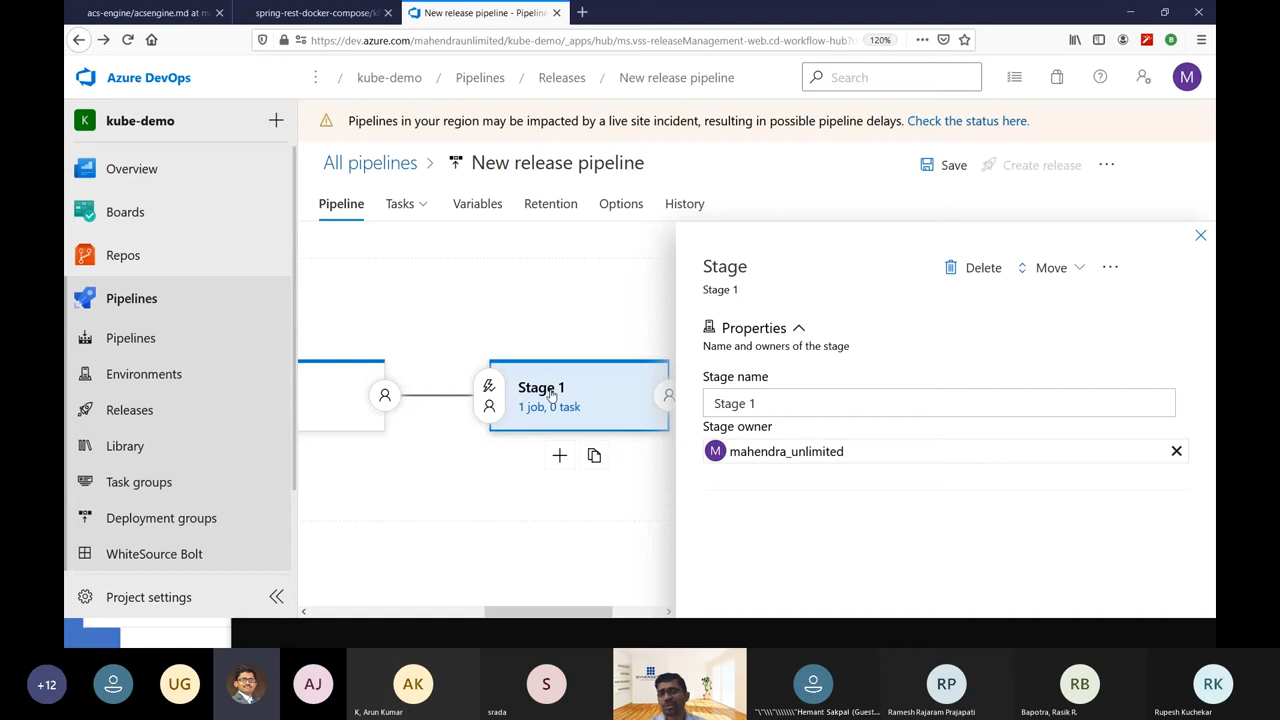 acs-engine/acsengine.md at m
spring-rest-docker-compose/k
New release pipeline - Pipeline
https://dev.azure.com/mahendraunlimited/kube-demo/_apps/hub/ms.vss-releaseManagement-web.cd-workflow-hub?
120%
Azure DevOps
/ kube-demo / Pipelines / Releases / New release pipeline
Search
M
K kube-demo
Pipelines in your region may be impacted by a live site incident, resulting in possible pipeline delays. Check the status here.
Overview
Boards
Repos
Pipelines
Pipelines
Environments
Releases
Library
Task groups
Deployment groups
WhiteSource Bolt
Project settings
All pipelines > New release pipeline
Save
Create release
Pipeline
Tasks
Variables
Retention
Options
History
Stage 1
1 job, 0 task
Stage
Stage 1
Delete
Move
Properties
Name and owners of the stage
Stage name
Stage 1
Stage owner
M mahendra_unlimited
+12
UG
AJ
AK
K, Arun Kumar
S
srada
"\"\\\"\\\\\\\"Hemant Sakpal (Guest...
RP
Ramesh Rajaram Prajapati
RB
Bapotra, Rasik R.
RK
Rupesh Kuchekar